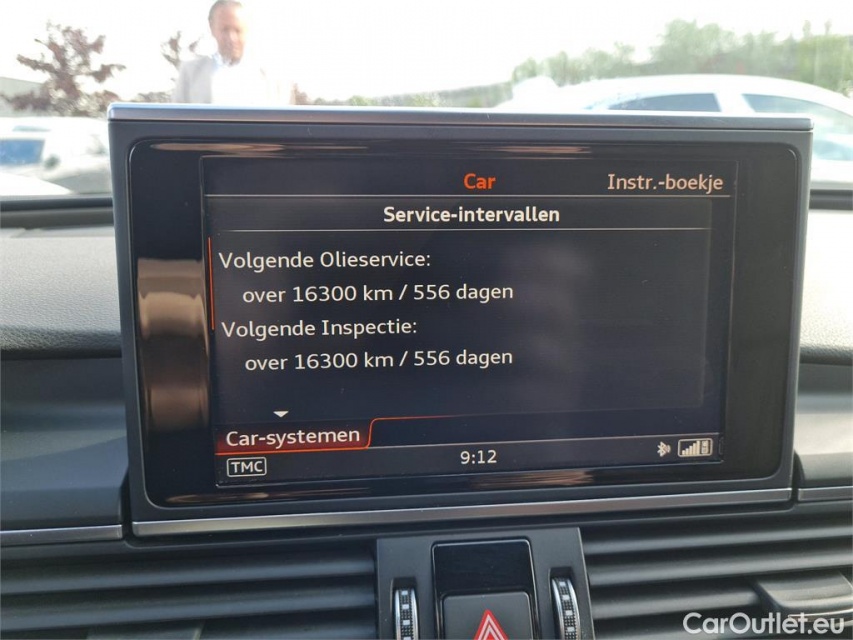 Car Instr.-boekje
Service-intervallen
Volgende Olieservice:
over 16300 km / 556 dagen
Volgende Inspectie:
over 16300 km / 556 dagen
Car-systemen
TMC 9:12
CarOutlet.eu